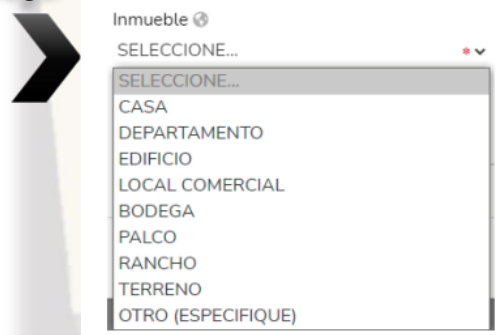 Inmueble
SELECCIONE... *
SELECCIONE...
CASA
DEPARTAMENTO
EDIFICIO
LOCAL COMERCIAL
BODEGA
PALCO
RANCHO
TERRENO
OTRO (ESPECIFIQUE)